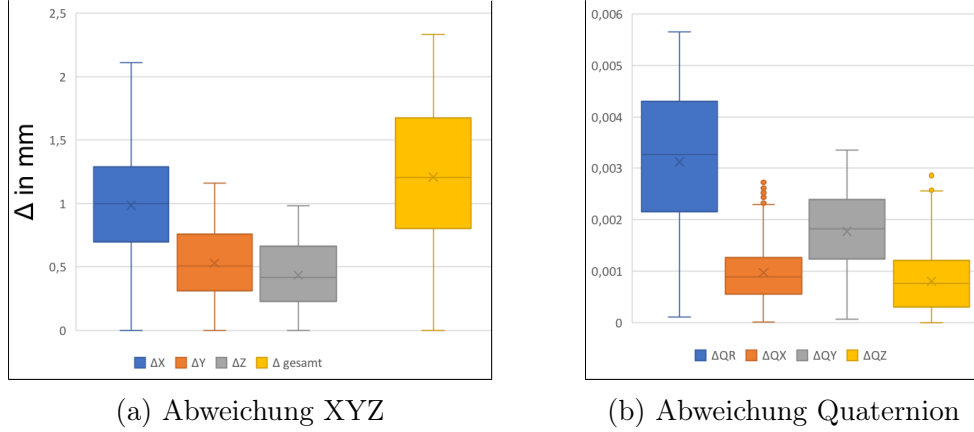 2,5
2
1,5
1
0,5
0
Δ in mm
ΔX ΔY ΔZ Δ gesamt
(a) Abweichung XYZ
0,006
0,005
0,004
0,003
0,002
0,001
0
ΔQR ΔQX ΔQY ΔQZ
(b) Abweichung Quaternion